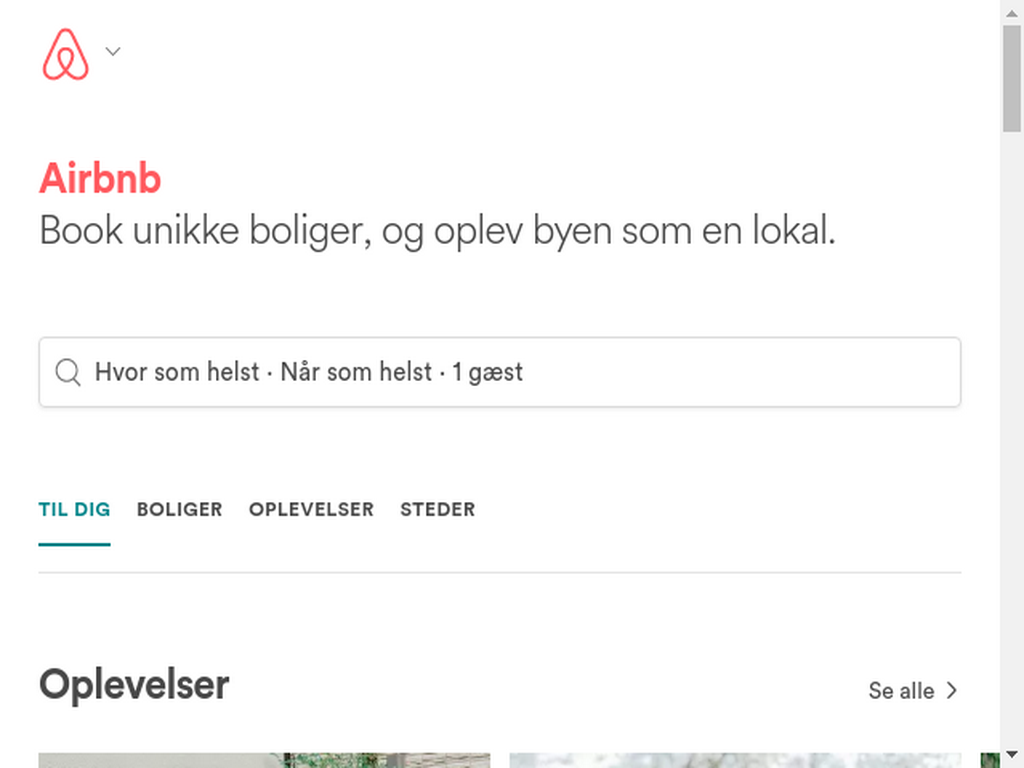 Airbnb
Book unikke boliger, og oplev byen som en lokal.
Hvor som helst · Når som helst · 1 gæst
TIL DIG BOLIGER OPLEVELSER STEDER
Oplevelser
Se alle